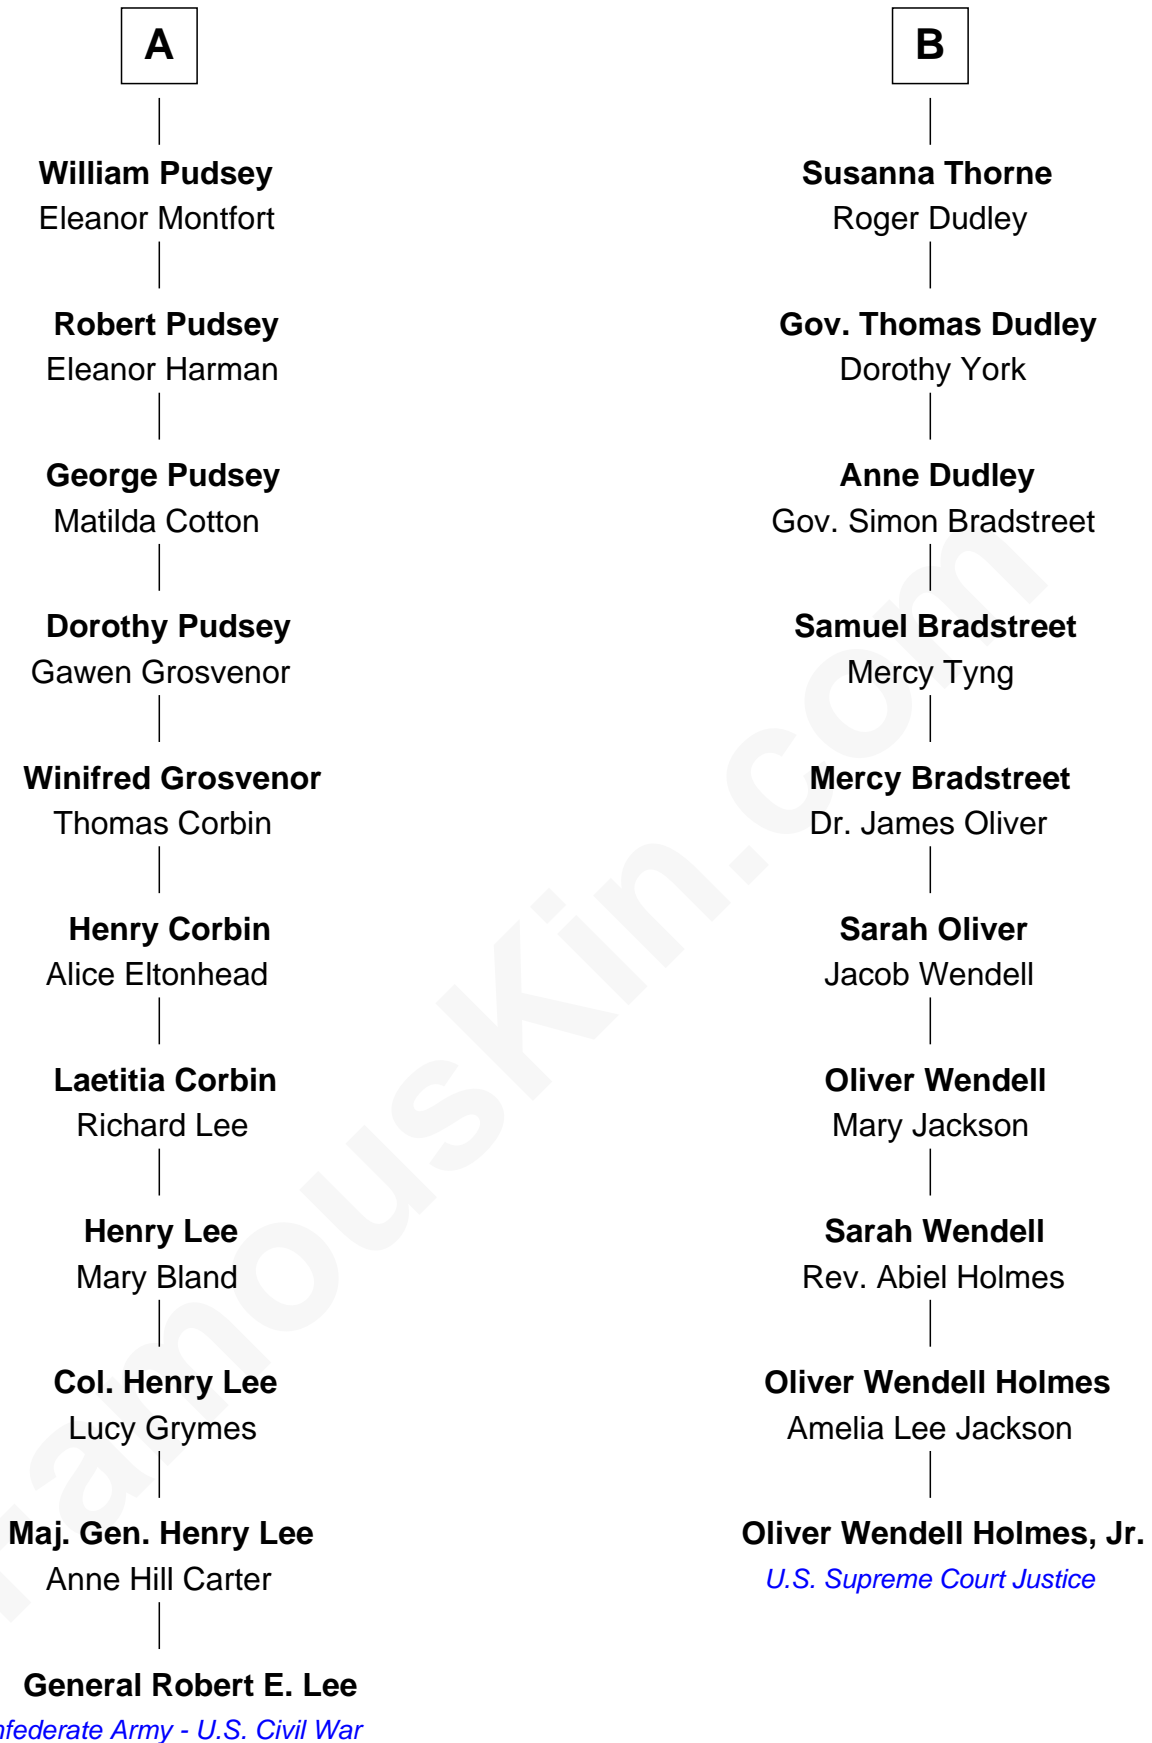 A
William Pudsey
Eleanor Montfort
Robert Pudsey
Eleanor Harman
George Pudsey
Matilda Cotton
Dorothy Pudsey
Gawen Grosvenor
Winifred Grosvenor
Thomas Corbin
Henry Corbin
Alice Eltonhead
Laetitia Corbin
Richard Lee
Henry Lee
Mary Bland
Col. Henry Lee
Lucy Grymes
Maj. Gen. Henry Lee
Anne Hill Carter
General Robert E. Lee
nfederate Army - U.S. Civil War
B
Susanna Thorne
Roger Dudley
Gov. Thomas Dudley
Dorothy York
Anne Dudley
Gov. Simon Bradstreet
Samuel Bradstreet
Mercy Tyng
Mercy Bradstreet
Dr. James Oliver
Sarah Oliver
Jacob Wendell
Oliver Wendell
Mary Jackson
Sarah Wendell
Rev. Abiel Holmes
Oliver Wendell Holmes
Amelia Lee Jackson
Oliver Wendell Holmes, Jr.
U.S. Supreme Court Justice
famouskin.com